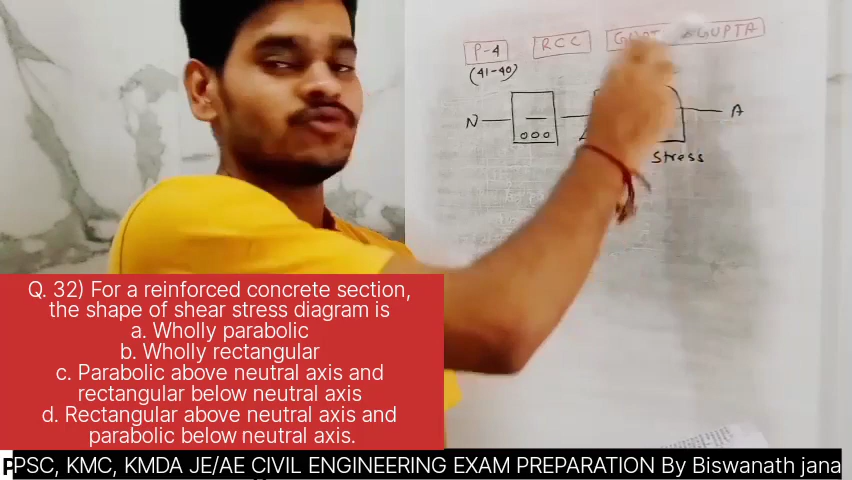 P-4
RCC
GUPTA
(41-40)
N
A
Stress
Q. 32) For a reinforced concrete section,
the shape of shear stress diagram is
a. Wholly parabolic
b. Wholly rectangular
c. Parabolic above neutral axis and
rectangular below neutral axis
d. Rectangular above neutral axis and
parabolic below neutral axis.
PPSC, KMC, KMDA JE/AE CIVIL ENGINEERING EXAM PREPARATION By Biswanath jana